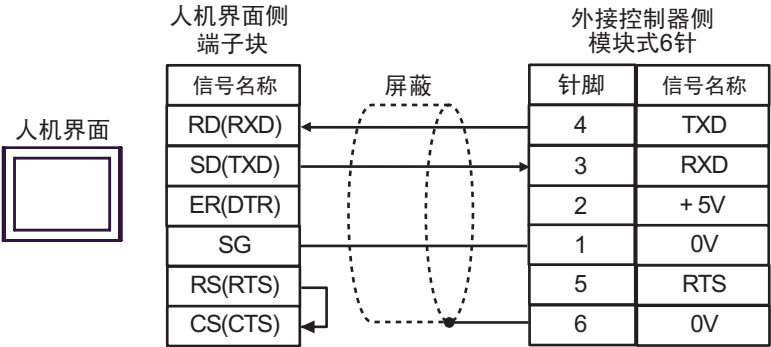 人机界面侧
端子块
外接控制器侧
模块式6针
信号名称
屏蔽
针脚
信号名称
人机界面
RD(RXD)
4
TXD
SD(TXD)
3
RXD
ER(DTR)
2
+5V
SG
1
0V
RS(RTS)
5
RTS
CS(CTS)
6
0V